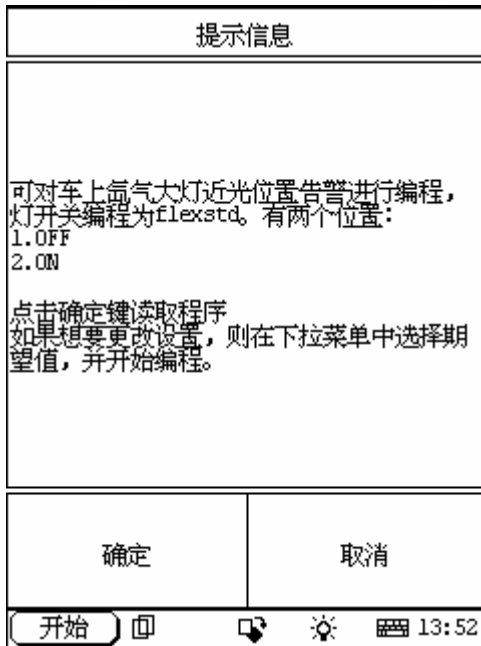 提示信息
可对车上氙气大灯近光位置告警进行编程,
灯开关编程为flexstd。有两个位置:
1.OFF
2.ON
点击确定键读取程序
如果想要更改设置,则在下拉菜单中选择期
望值,并开始编程。
确定
取消
开始
13:52